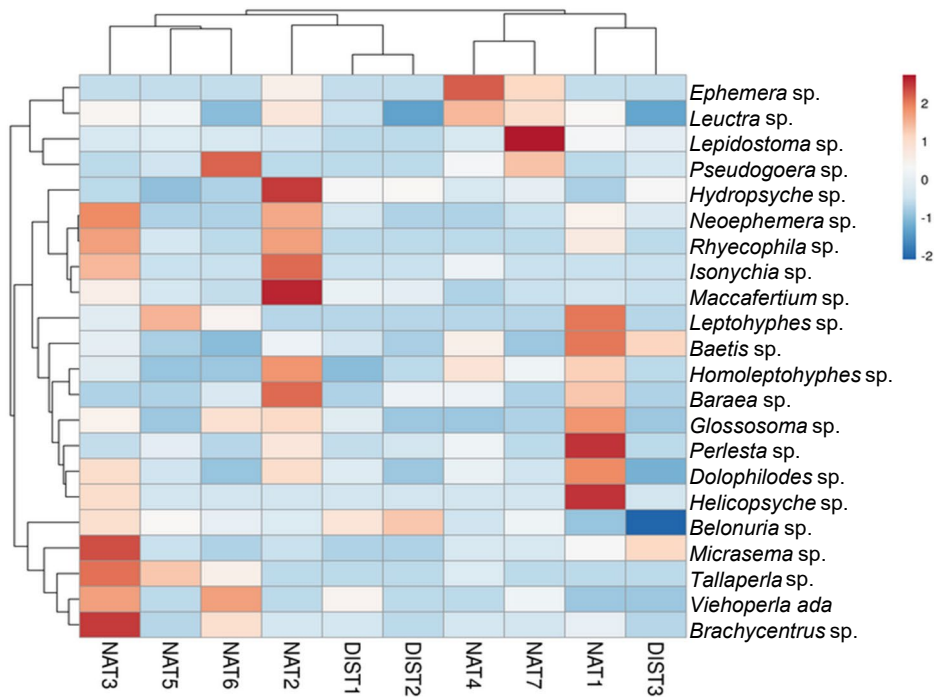 Ephemera sp.
Leuctra sp.
Lepidostoma sp.
Pseudogoera sp.
Hydropsyche sp.
Neoephemera sp.
Rhyecophila sp.
Isonychia sp.
Maccafertium sp.
Leptohyphes sp.
Baetis sp.
Homoleptohyphes sp.
Baraea sp.
Glossosoma sp.
Perlesta sp.
Dolophilodes sp.
Helicopsyche sp.
Belonuria sp.
Micrasema sp.
Tallaperla sp.
Viehoperla ada
Brachycentrus sp.
2
1
0
-1
-2
NAT3
NAT5
NAT6
NAT2
DIST1
DIST2
NAT4
NAT7
NAT1
DIST3